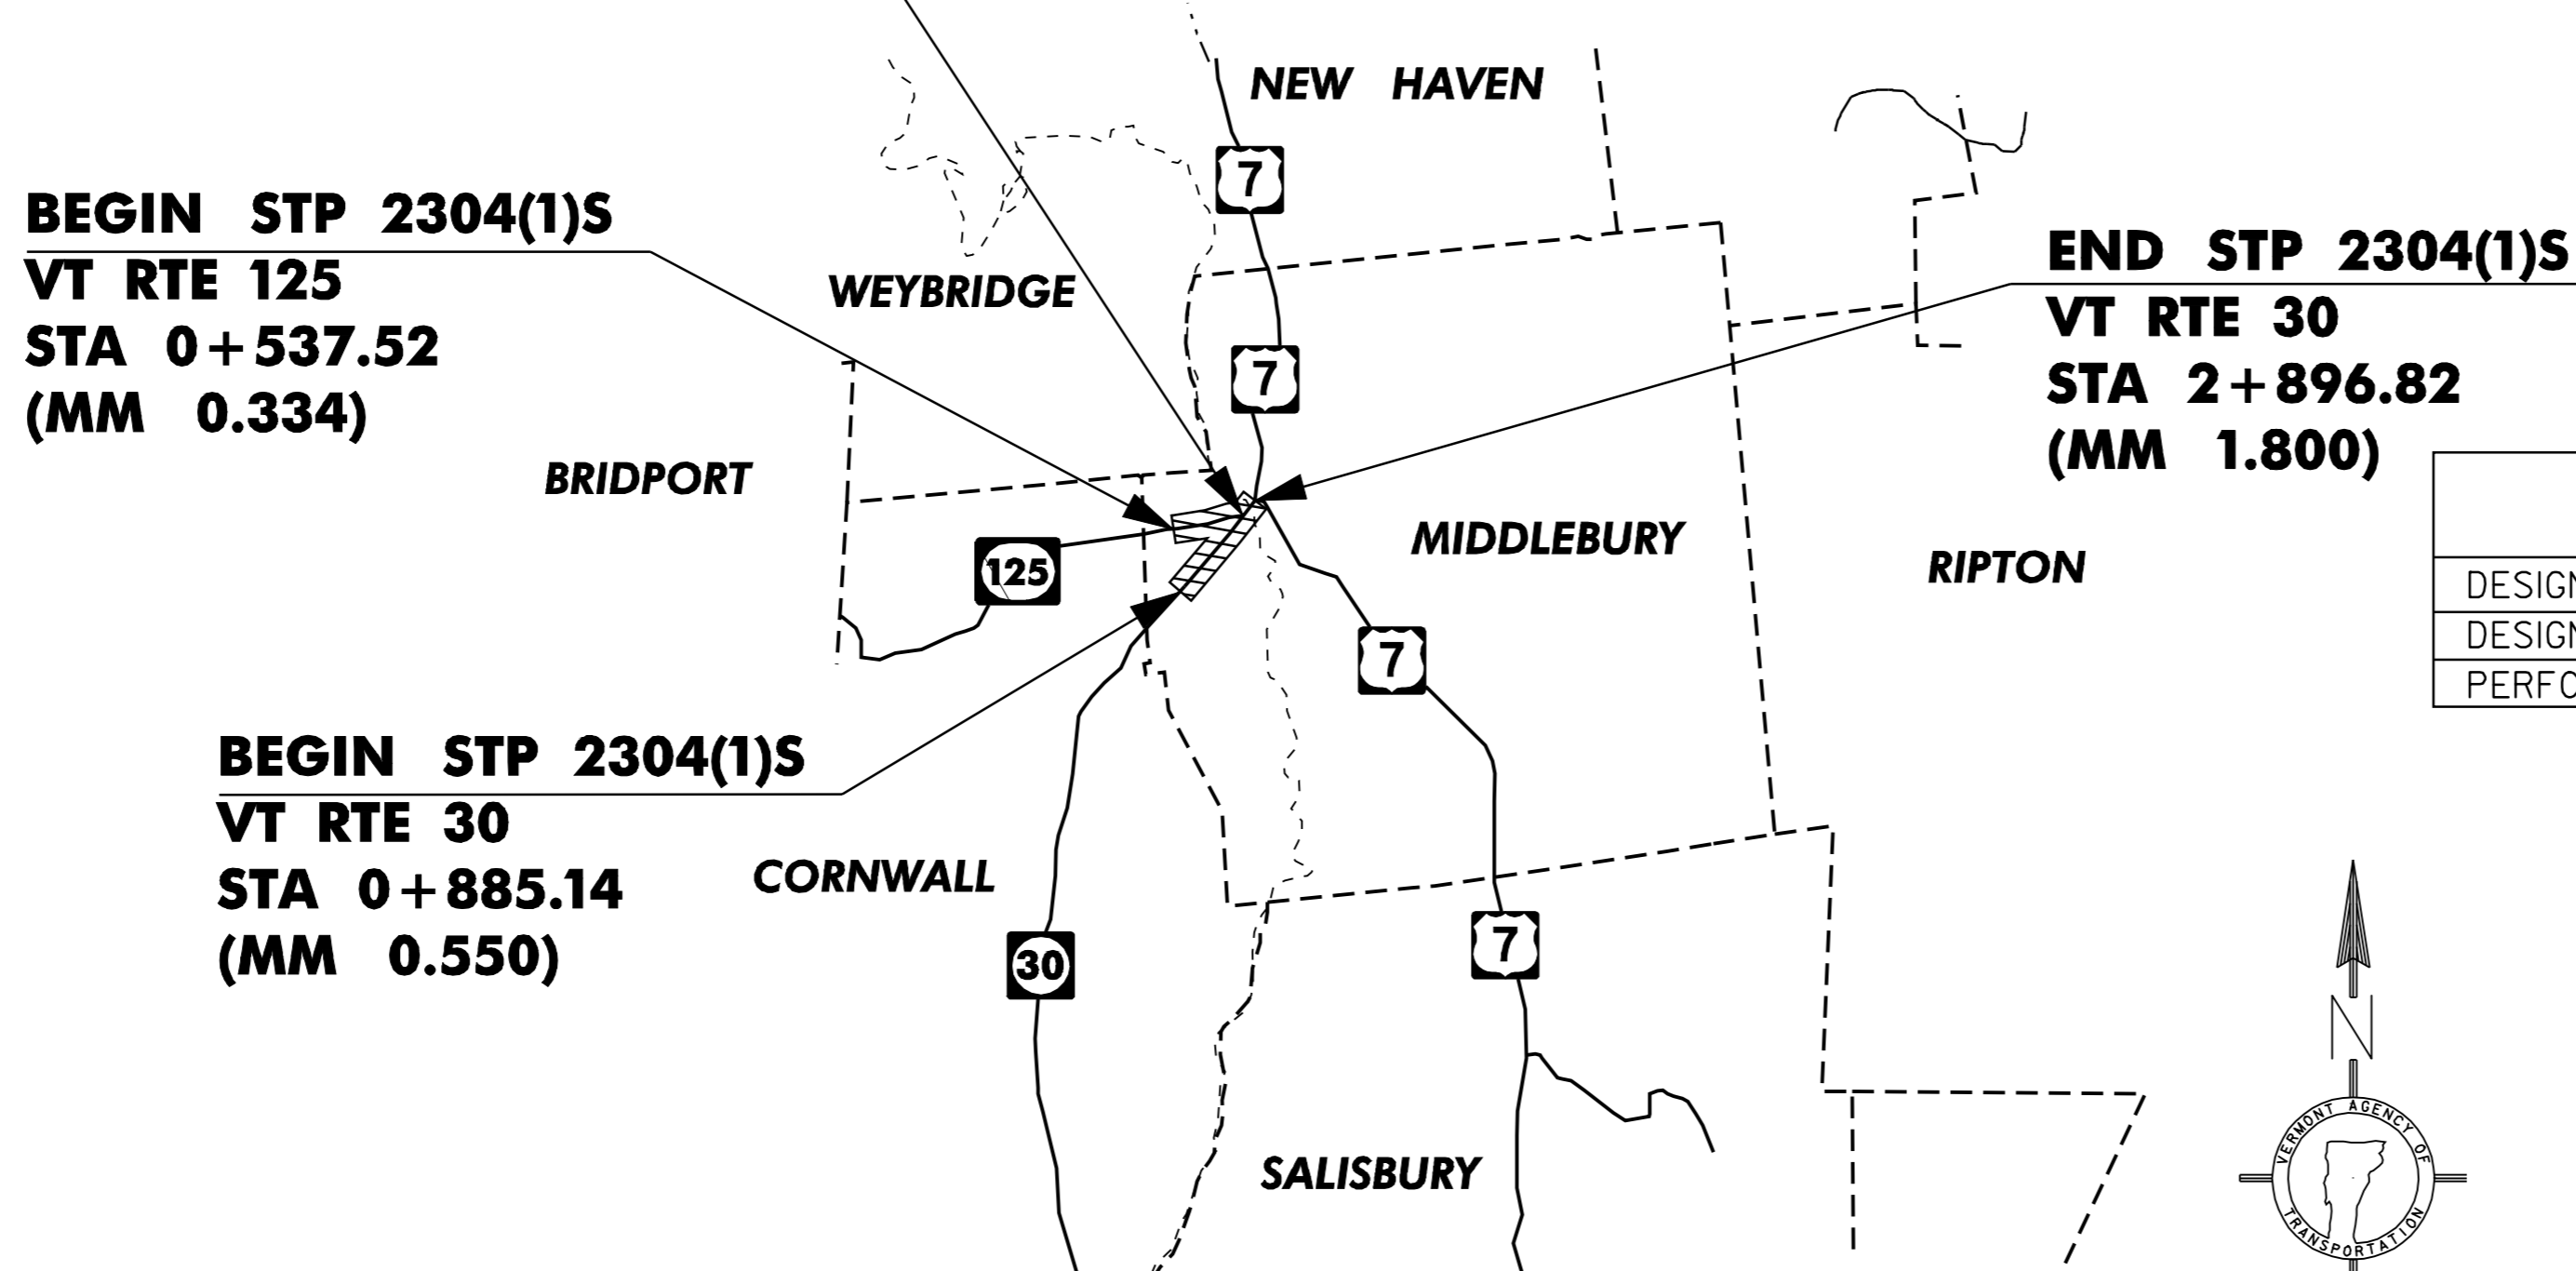 NEW HAVEN
7
BEGIN STP 2304(1)S
VT RTE 125
STA 0+537.52
(MM 0.334)
WEYBRIDGE
END STP 2304(1)S
VT RTE 30
STA 2+896.82
(MM 1.800)
7
BRIDPORT
MIDDLEBURY
RIPTON
125
7
DESIGN
DESIGN
PERFO
BEGIN STP 2304(1)S
VT RTE 30
STA 0+885.14
(MM 0.550)
CORNWALL
30
7
SALISBURY
N
VERMONT AGENCY OF
TRANSPORTATION